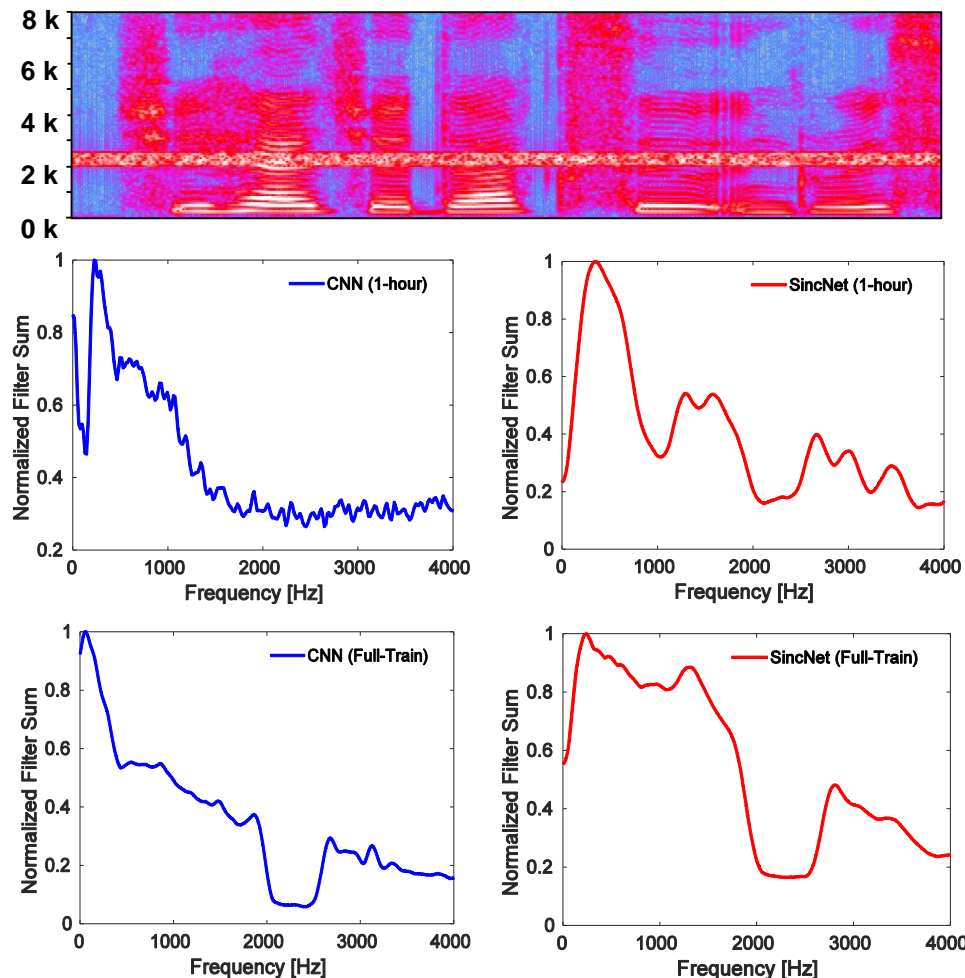 8 k
6 k
4 k
2 k
0 k
CNN (1-hour)
Normalized Filter Sum
1
0.8
0.6
0.4
0.2
0 1000 2000 3000 4000
Frequency [Hz]
SincNet (1-hour)
Normalized Filter Sum
1
0.8
0.6
0.4
0.2
0
0 1000 2000 3000 4000
Frequency [Hz]
CNN (Full-Train)
Normalized Filter Sum
1
0.8
0.6
0.4
0.2
0
0 1000 2000 3000 4000
Frequency [Hz]
SincNet (Full-Train)
Normalized Filter Sum
1
0.8
0.6
0.4
0.2
0
0 1000 2000 3000 4000
Frequency [Hz]